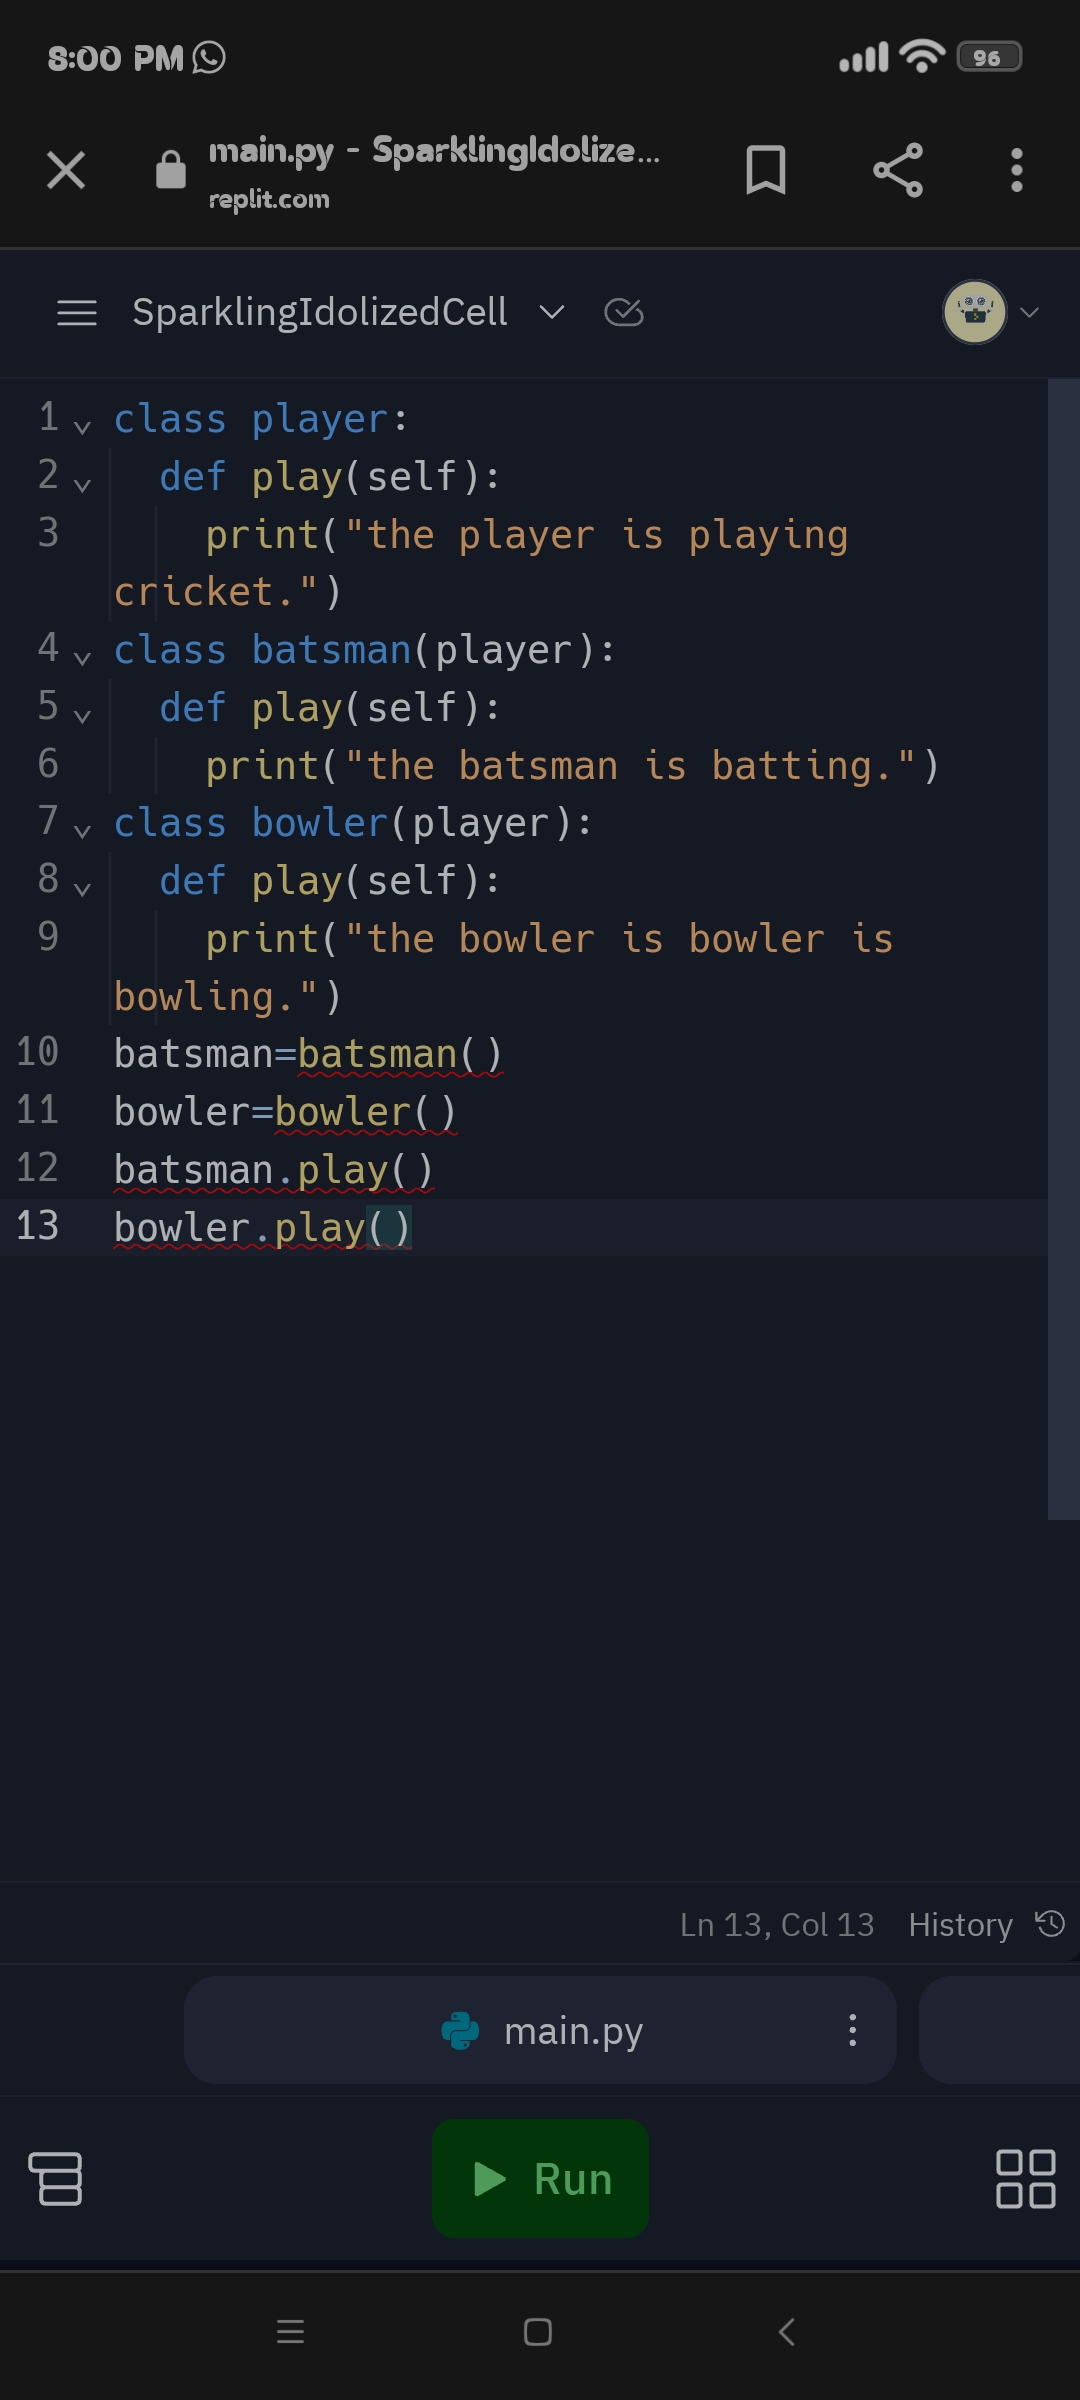 8:00 PM
96
main.py - SparklingIdolize...
replit.com
SparklingIdolizedCell
1 class player:
2 def play(self):
3 print("the player is playing
cricket.")
4 class batsman(player):
5 def play(self):
6 print("the batsman is batting.")
7 class bowler(player):
8 def play(self):
9 print("the bowler is bowler is
bowling.")
10 batsman=batsman()
11 bowler=bowler()
12 batsman.play()
13 bowler.play()
Ln 13, Col 13 History
main.py
Run